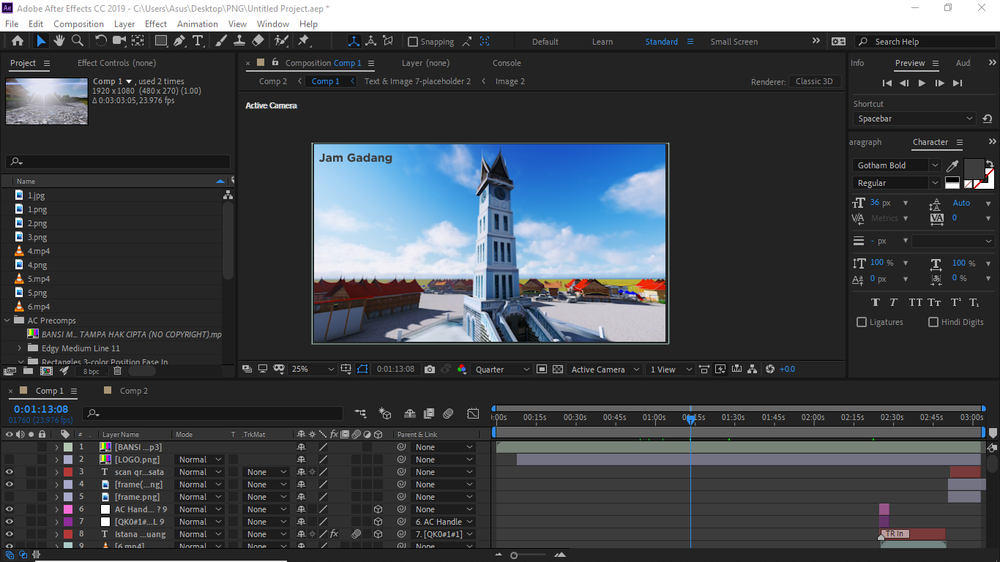 Adobe After Effects CC 2019 - C:\Users\Asus\Desktop\PNG\Untitled Project.aep *
File Edit Composition Layer Effect Animation View Window Help
Snapping Default Learn Standard Small Screen Search Help
Project Effect Controls (none)
Comp 1 , used 2 times
1920 x 1080 (480 x 270) (1.00)
Δ 0:03:03:05, 23.976 fps
Name
1.jpg
1.png
2.png
3.png
4.mp4
4.png
5.mp4
5.png
6.mp4
AC Precomps
BANSI M... TAMPA HAK CIPTA (NO COPYRIGHT).mp
Edgy Medium Line 11
Rectangles 3-color Position Ease In
8 bpc
Composition Comp 1 Layer (none) Console
Comp 2 Comp 1 Text & Image 7-placeholder 2 Image 2 Renderer: Classic 3D
Active Camera
Jam Gadang
25% 0:01:13:08 Quarter Active Camera 1 View +0.0
Info Preview Aud
Shortcut
Spacebar
aragraph Character
Gotham Bold
Regular
36 px Auto
Metrics 0
- px
100 % 100 %
0 px 0 %
T T TT Tт T¹ T₁
Ligatures Hindi Digits
Comp 1 Comp 2
0:01:13:08
01760 (23.976 fps)
:00s 00:15s 00:30s 00:45s 01:00s 01:15s 01:30s 01:45s 02:00s 02:15s 02:30s 02:45s 03:00s
# Layer Name Mode T .TrkMat Parent & Link
1 [BANSI ...p3] None
2 [LOGO.png] Normal None
3 scan qr...sata Normal None None
4 [frame(...ng] Normal None None
5 [frame.png] Normal None None
6 AC Hand... ? 9 Normal None None
7 [QK0#1#...L 9 Normal None 6. AC Handle
8 Istana ...uang Normal None 7. [QK0#1#1] TR In
9 [6.mp4] Normal None None